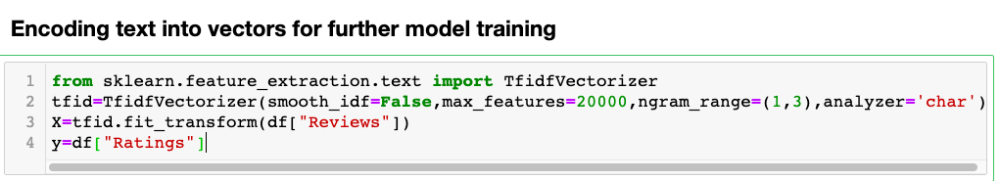 Encoding text into vectors for further model training
1 from sklearn.feature_extraction.text import TfidfVectorizer
2 tfid=TfidfVectorizer(smooth_idf=False,max_features=20000,ngram_range=(1,3),analyzer='char')
3 X=tfid.fit_transform(df["Reviews"])
4 y=df["Ratings"]